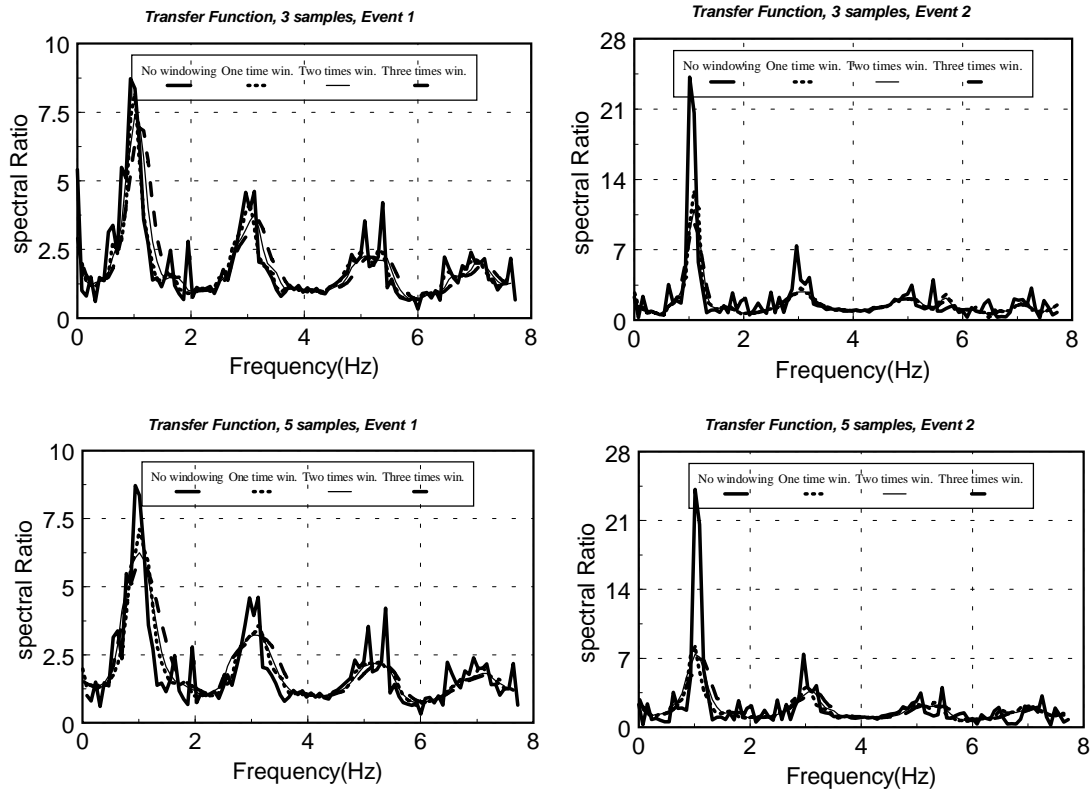 Transfer Function, 3 samples, Event 1
10
7.5
5
2.5
0
spectral Ratio
No windowing One time win. Two times win. Three times win.
0 2 4 6 8
Frequency(Hz)
Transfer Function, 3 samples, Event 2
28
21
14
7
0
spectral Ratio
No windowing One time win. Two times win. Three times win.
0 2 4 6 8
Frequency(Hz)
Transfer Function, 5 samples, Event 1
10
7.5
5
2.5
0
spectral Ratio
No windowing One time win. Two times win. Three times win.
0 2 4 6 8
Frequency(Hz)
Transfer Function, 5 samples, Event 2
28
21
14
7
0
spectral Ratio
No windowing One time win. Two times win. Three times win.
0 2 4 6 8
Frequency(Hz)